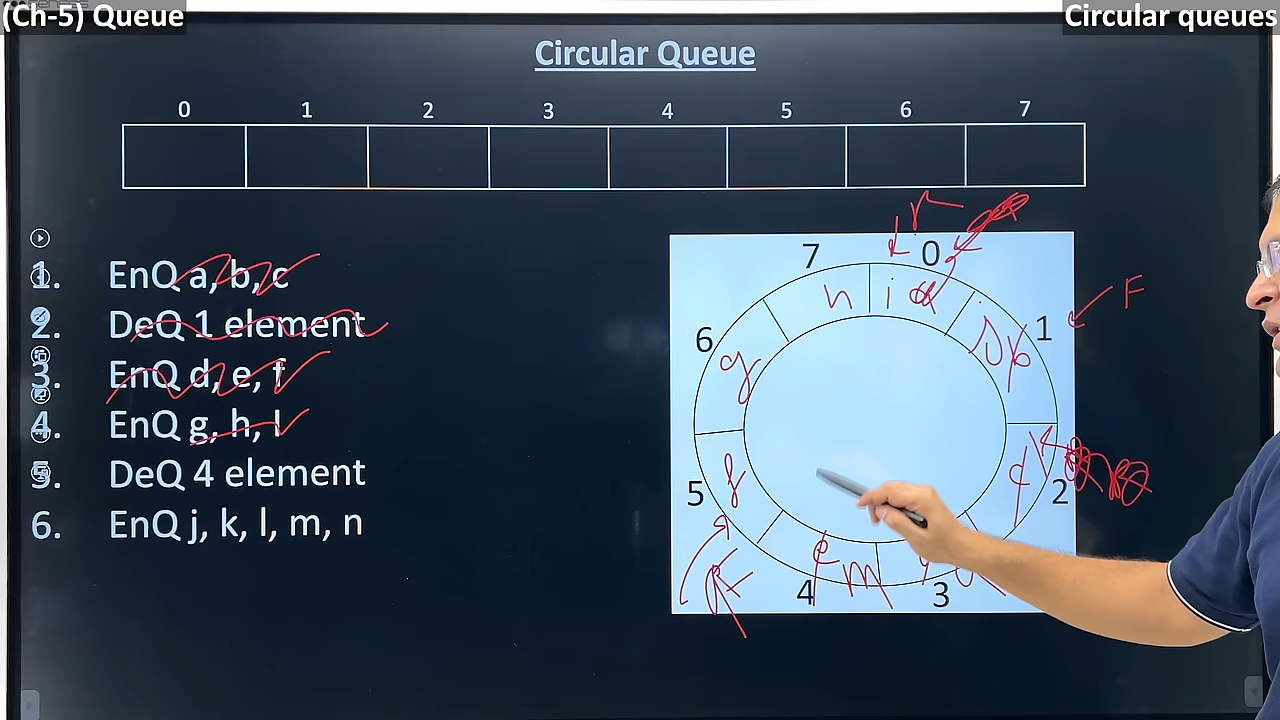 (Ch-5) Queue
Circular queues
Circular Queue
0 1 2 3 4 5 6 7
1. EnQ a, b, c
2. DeQ 1 element
3. EnQ d, e, f
4. EnQ g, h, I
5. DeQ 4 element
6. EnQ j, k, l, m, n
r
7 0
h i a
F
6 1
g b
f
5 2
e m
4 3